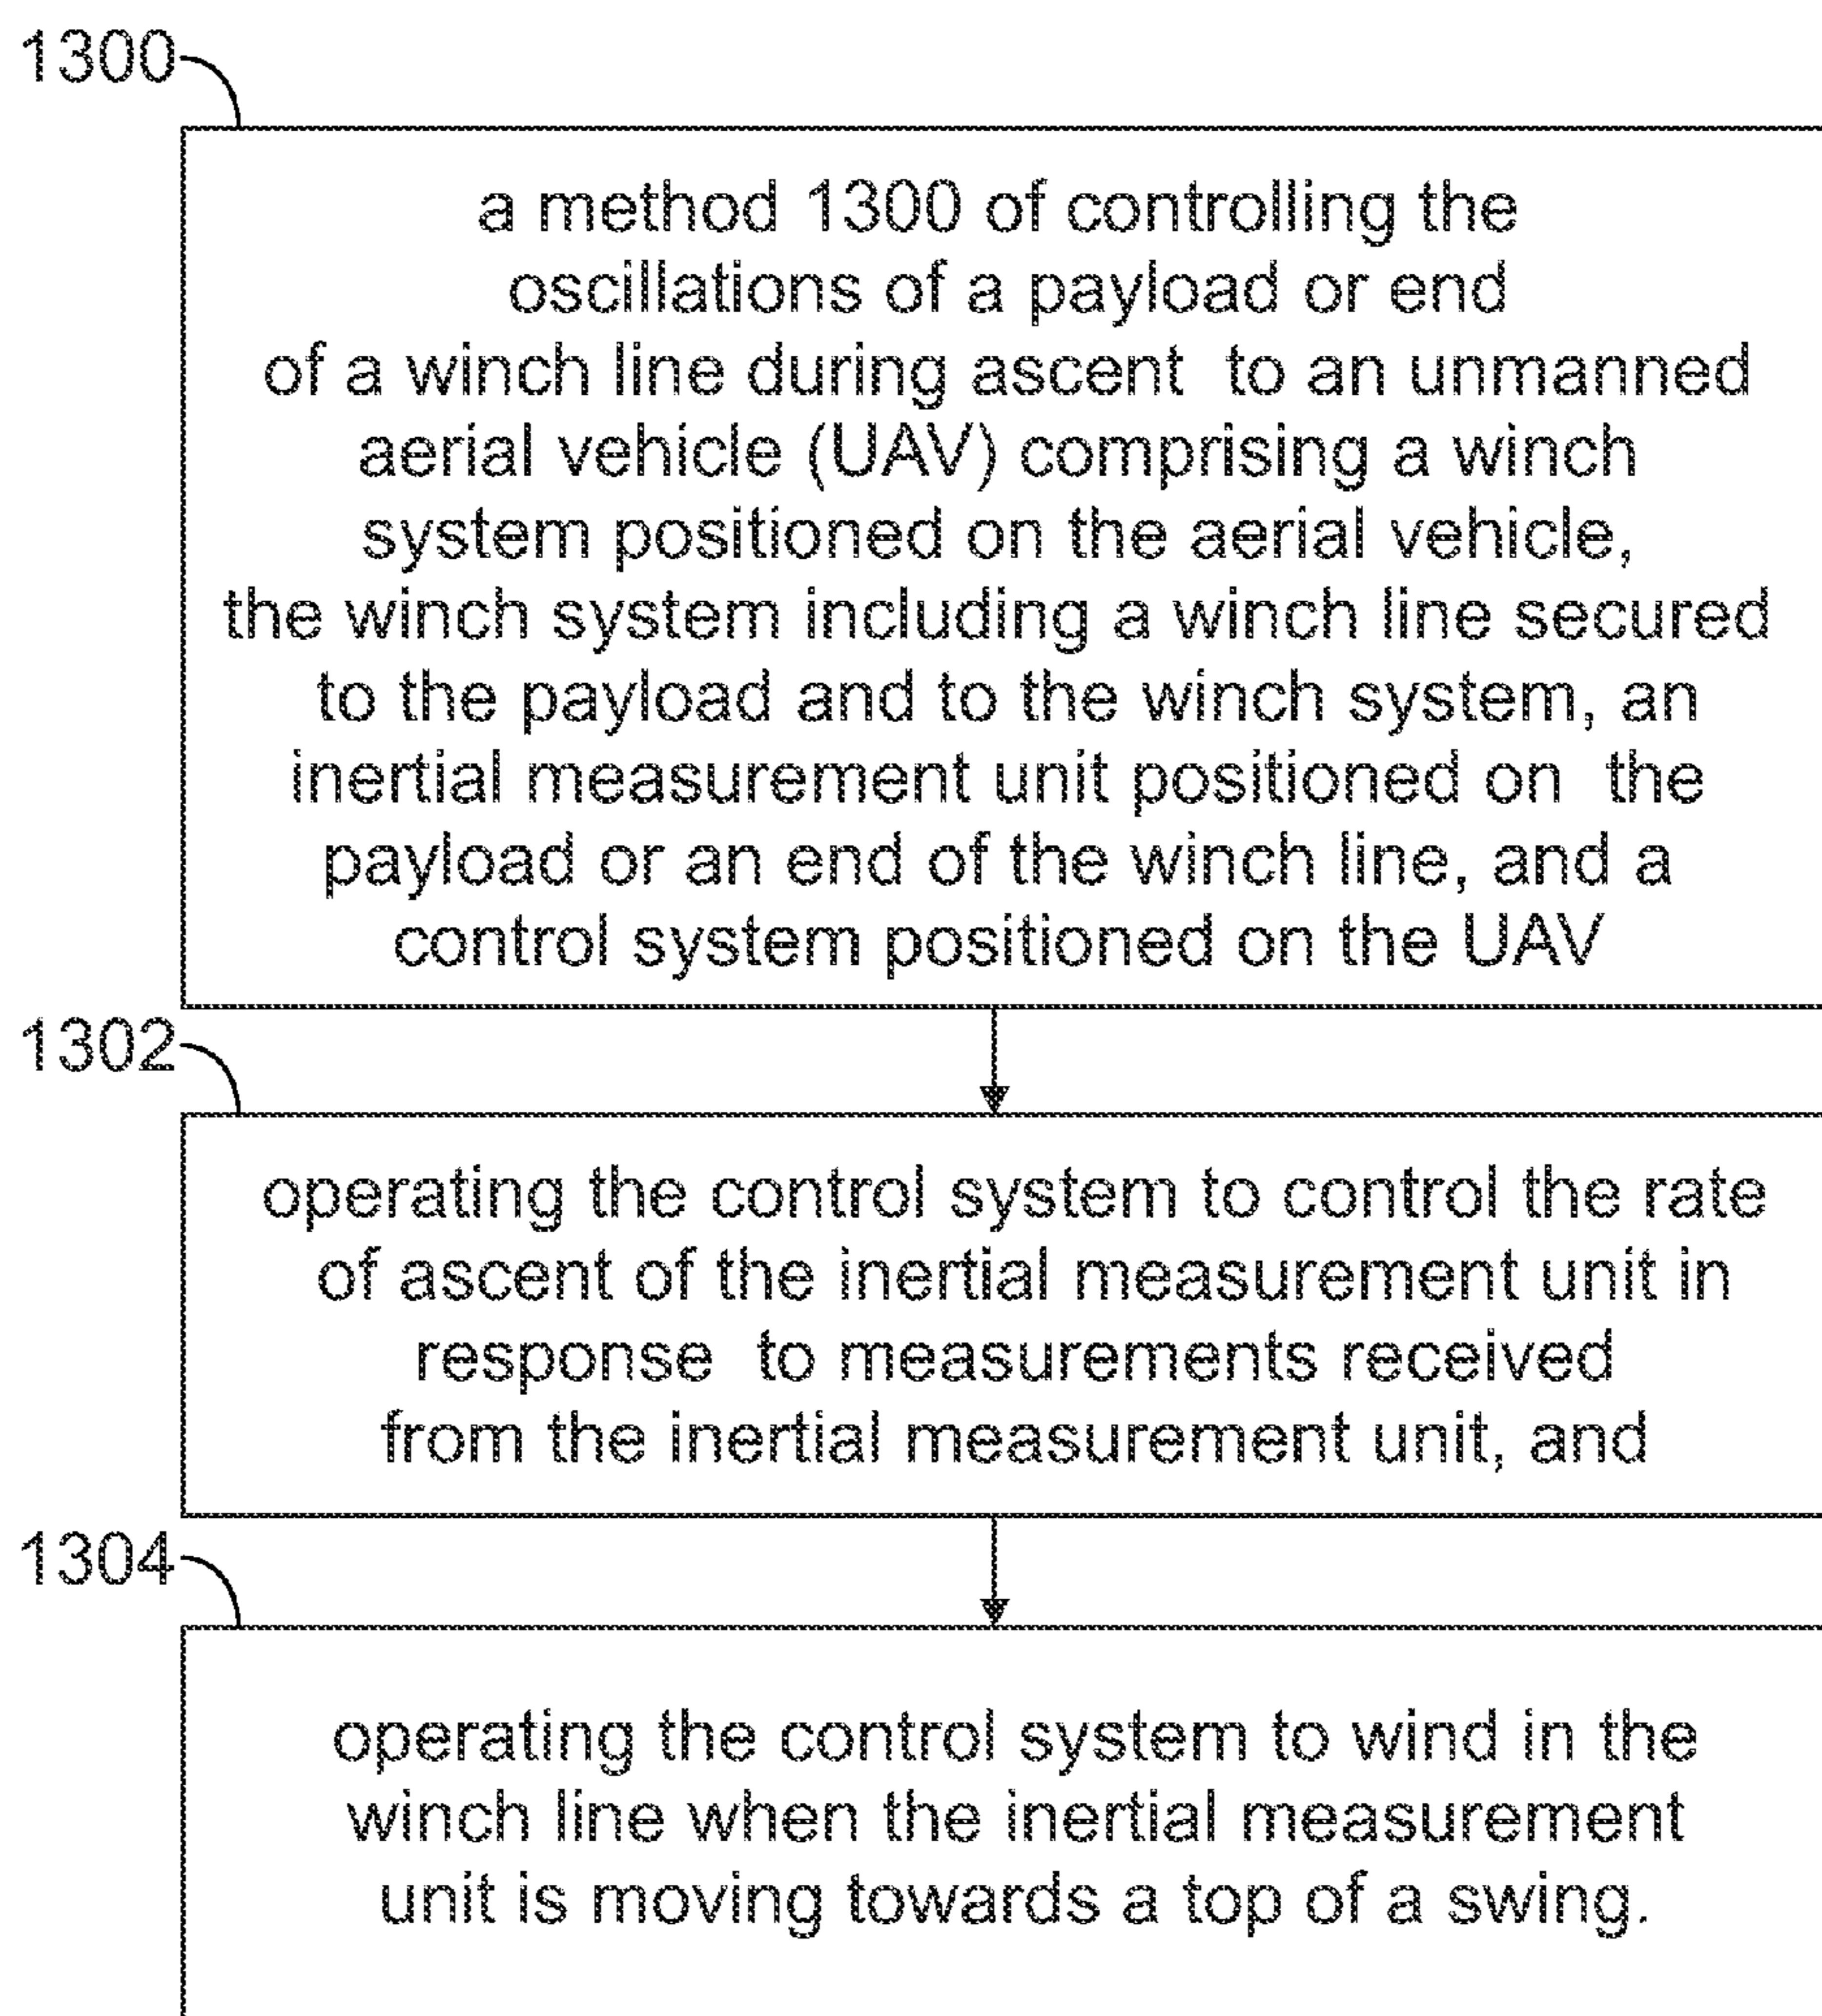 1300
a method 1300 of controlling the
oscillations of a payload or end
of a winch line during ascent to an unmanned
aerial vehicle (UAV) comprising a winch
system positioned on the aerial vehicle,
the winch system including a winch line secured
to the payload and to the winch system, an
inertial measurement unit positioned on the
payload or an end of the winch line, and a
control system positioned on the UAV
1302
operating the control system to control the rate
of ascent of the inertial measurement unit in
response to measurements received
from the inertial measurement unit, and
1304
operating the control system to wind in the
winch line when the inertial measurement
unit is moving towards a top of a swing.